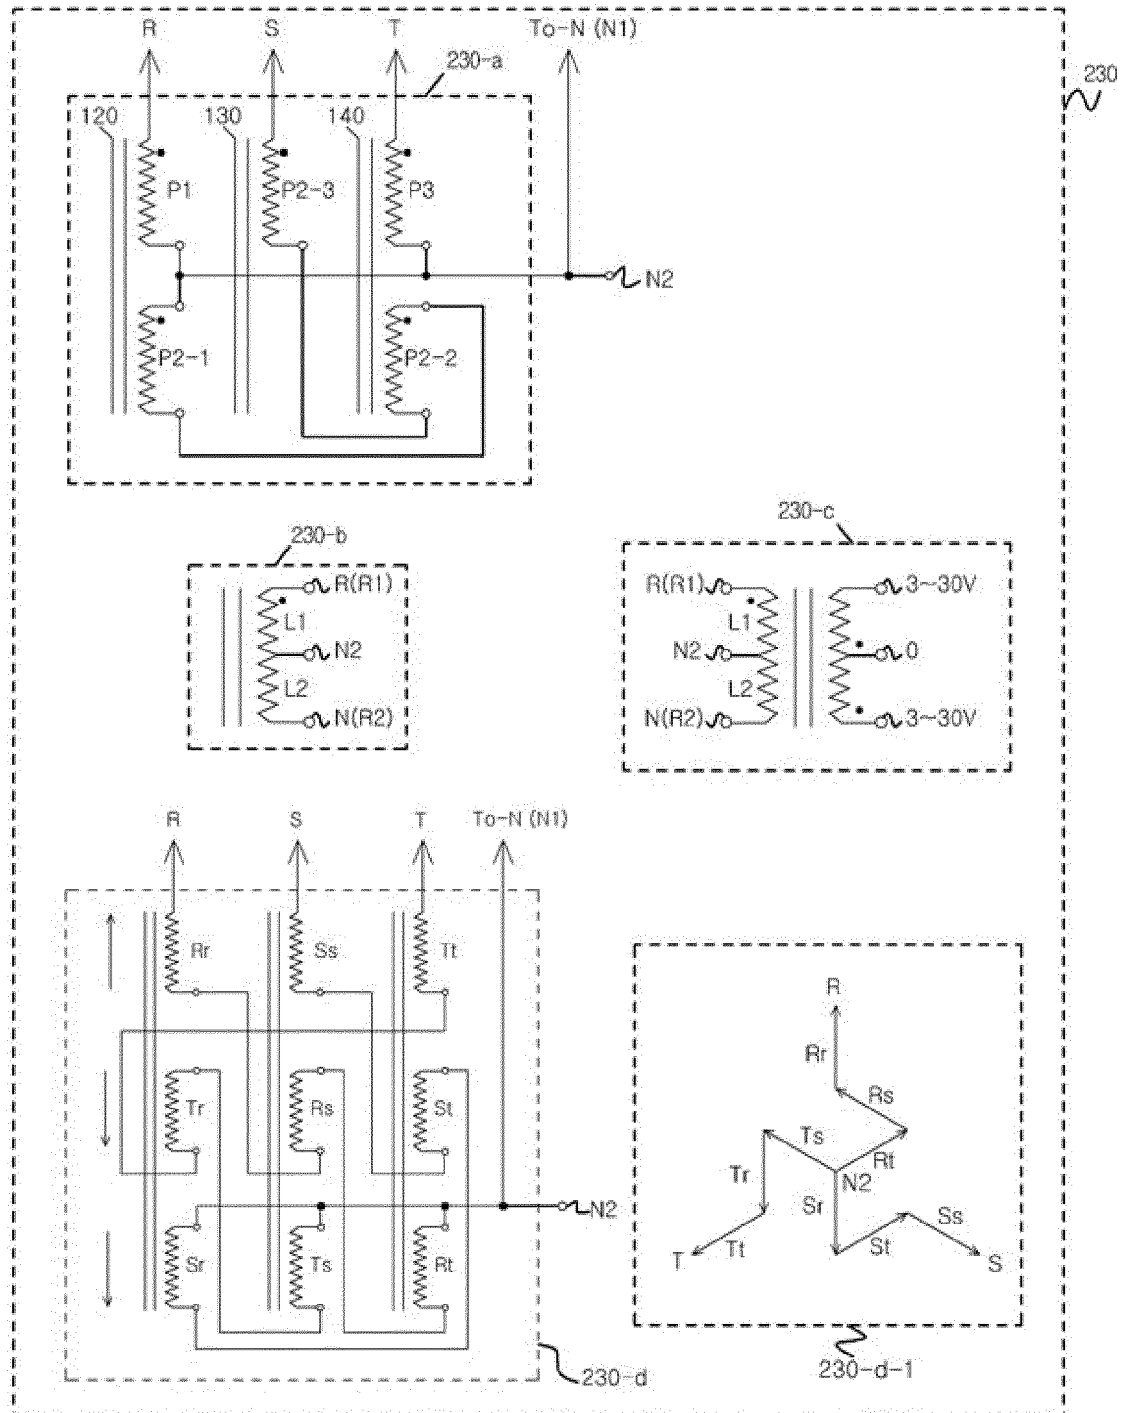 R S T To-N (N1)
230-a
230
120 130 140
P1 P2-3 P3
N2
P2-1 P2-2
230-b
230-c
R(R1)
L1
N2
L2
N(R2)
R(R1) 3~30V
L1
N2 0
L2
N(R2) 3~30V
R S T To-N (N1)
Rr Ss Tt
Tr Rs St
N2
Sr Ts Rt
230-d
R
Rr
Rs
Ts
Rt
Tr
N2
Sr
Ss
St
Tt
T
S
230-d-1